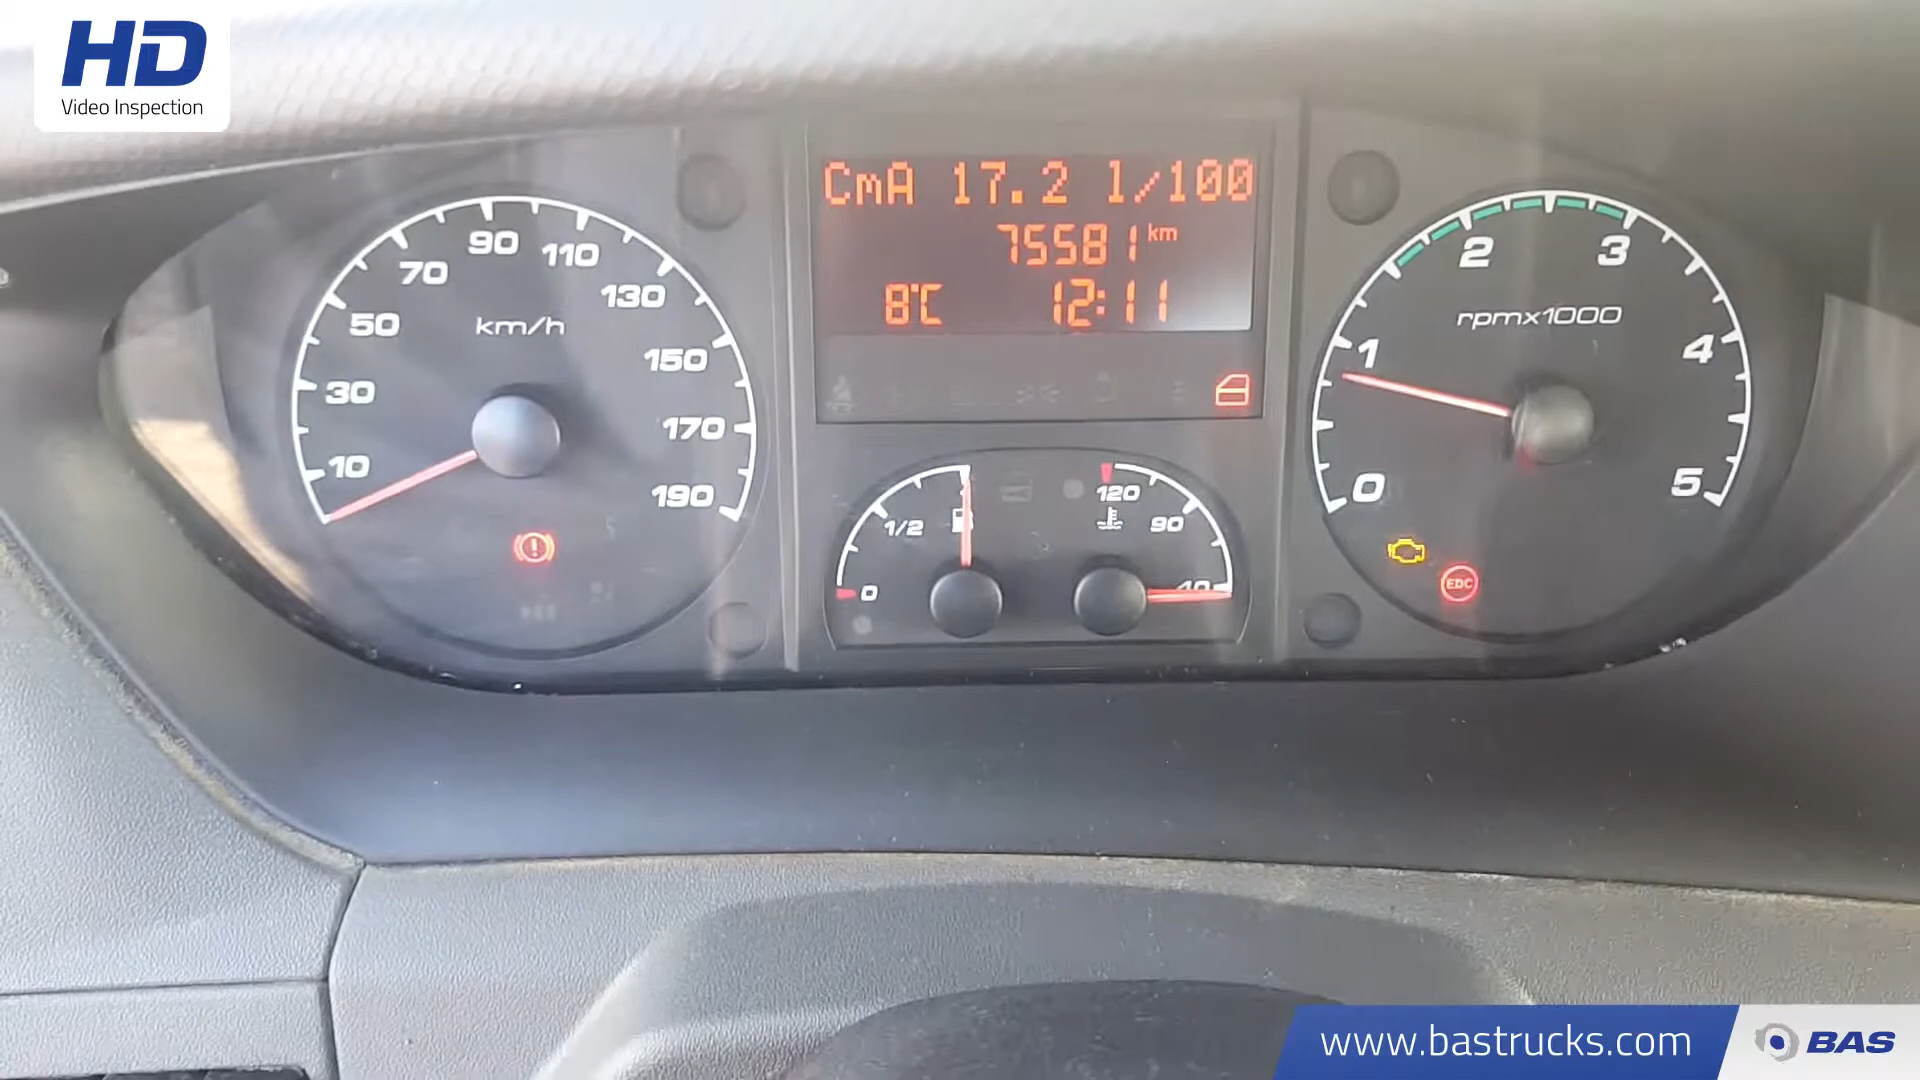 HD
Video Inspection
CmA 17.2 l/100
75581 km
8°C 12:11
10
30
50
70
90
110
130
150
170
190
km/h
0
1/2
120
90
40
0
1
2
3
4
5
rpmx1000
EDC
www.bastrucks.com
BAS